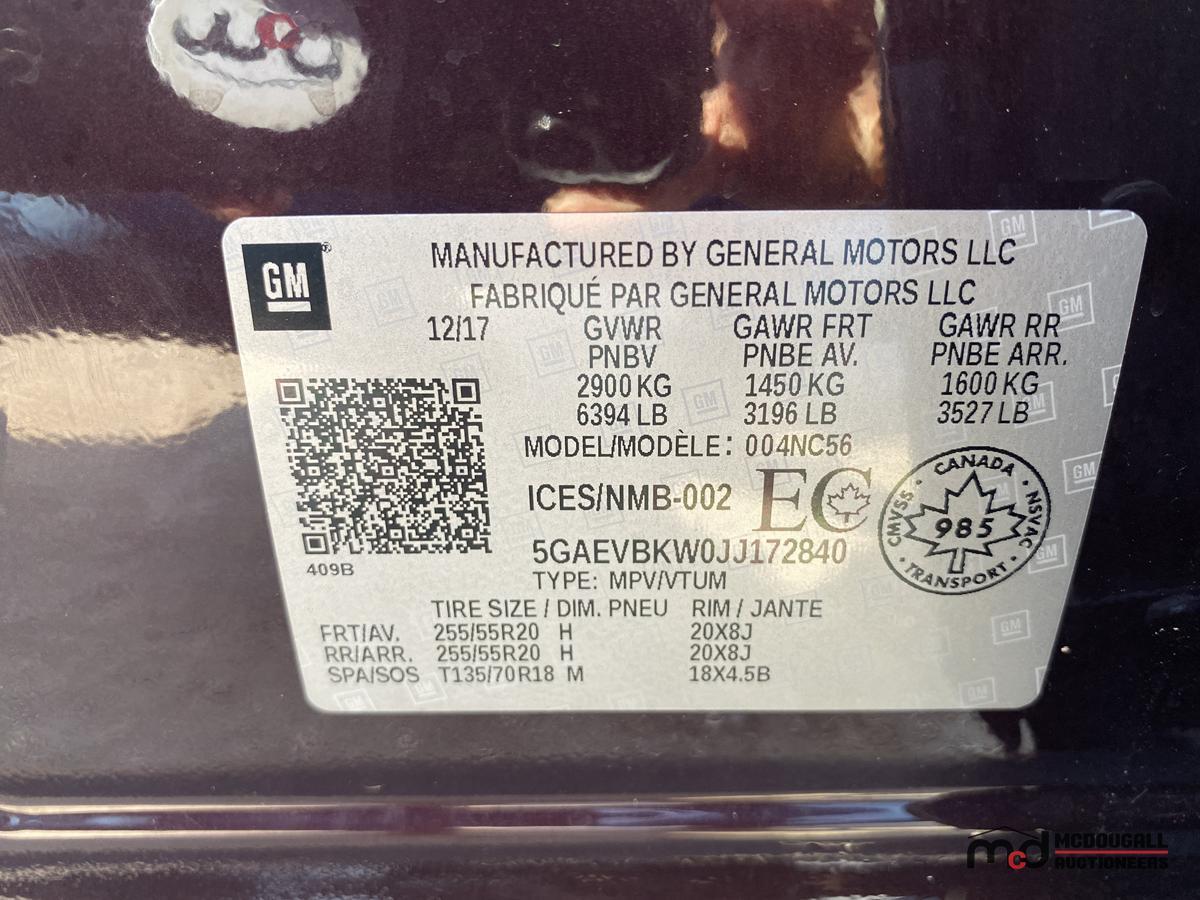 GM
MANUFACTURED BY GENERAL MOTORS LLC
FABRIQUÉ PAR GENERAL MOTORS LLC
12/17 GVWR GAWR FRT GAWR RR
PNBV PNBE AV. PNBE ARR.
2900 KG 1450 KG 1600 KG
6394 LB 3196 LB 3527 LB
MODEL/MODÈLE: 004NC56
ICES/NMB-002 EC
CANADA
CMVSS 985 NSVAC
TRANSPORT
5GAEVBKW0JJ172840
409B
TYPE: MPV/VTUM
TIRE SIZE / DIM. PNEU RIM / JANTE
FRT/AV. 255/55R20 H 20X8J
RR/ARR. 255/55R20 H 20X8J
SPA/SOS T135/70R18 M 18X4.5B
mcd MCDOUGALL
AUCTIONEERS